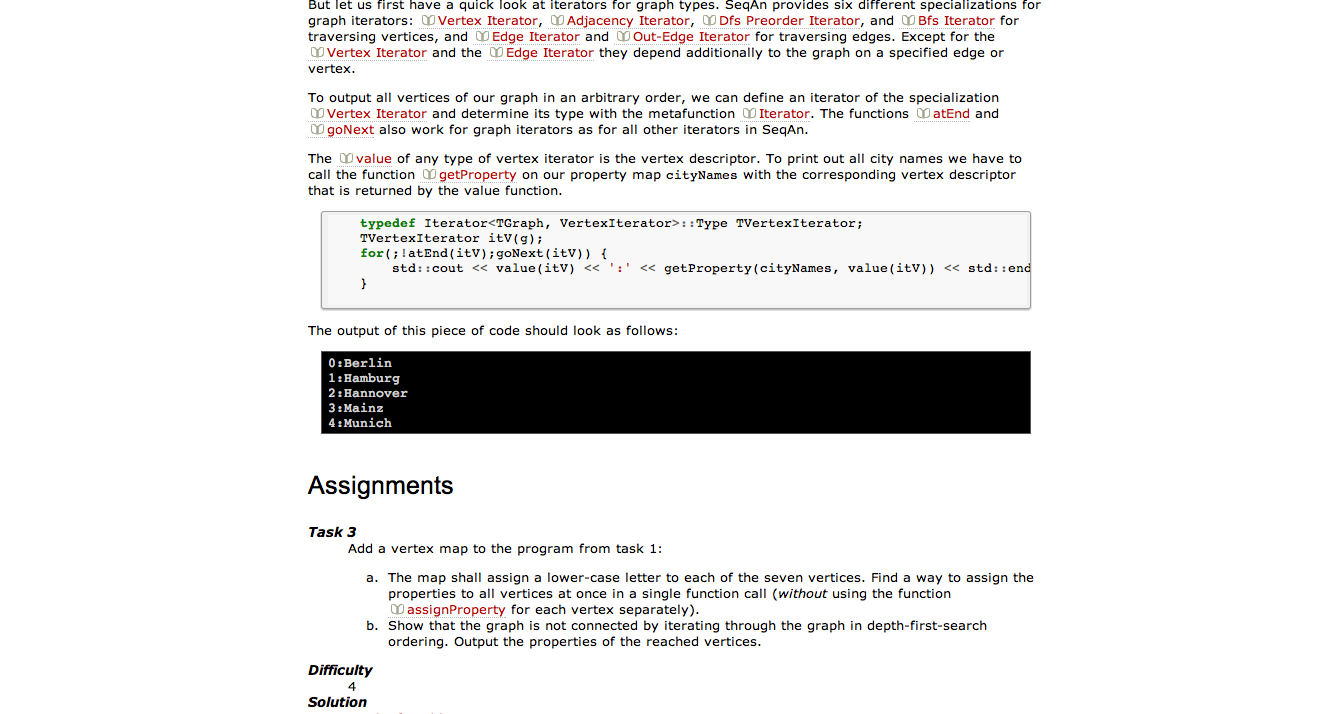 But let us first have a quick look at iterators for graph types. SeqAn provides six different specializations for
graph iterators: Vertex Iterator, Adjacency Iterator, Dfs Preorder Iterator, and Bfs Iterator for
traversing vertices, and Edge Iterator and Out-Edge Iterator for traversing edges. Except for the
Vertex Iterator and the Edge Iterator they depend additionally to the graph on a specified edge or
vertex.
To output all vertices of our graph in an arbitrary order, we can define an iterator of the specialization
Vertex Iterator and determine its type with the metafunction Iterator. The functions atEnd and
goNext also work for graph iterators as for all other iterators in SeqAn.
The value of any type of vertex iterator is the vertex descriptor. To print out all city names we have to
call the function getProperty on our property map cityNames with the corresponding vertex descriptor
that is returned by the value function.
typedef Iterator<TGraph, VertexIterator>::Type TVertexIterator;
TVertexIterator itV(g);
for(;!atEnd(itV);goNext(itV)) {
std::cout << value(itV) << ':' << getProperty(cityNames, value(itV)) << std::end
}
The output of this piece of code should look as follows:
0:Berlin
1:Hamburg
2:Hannover
3:Mainz
4:Munich
Assignments
Task 3
Add a vertex map to the program from task 1:
a. The map shall assign a lower-case letter to each of the seven vertices. Find a way to assign the
properties to all vertices at once in a single function call (without using the function
assignProperty for each vertex separately).
b. Show that the graph is not connected by iterating through the graph in depth-first-search
ordering. Output the properties of the reached vertices.
Difficulty
4
Solution